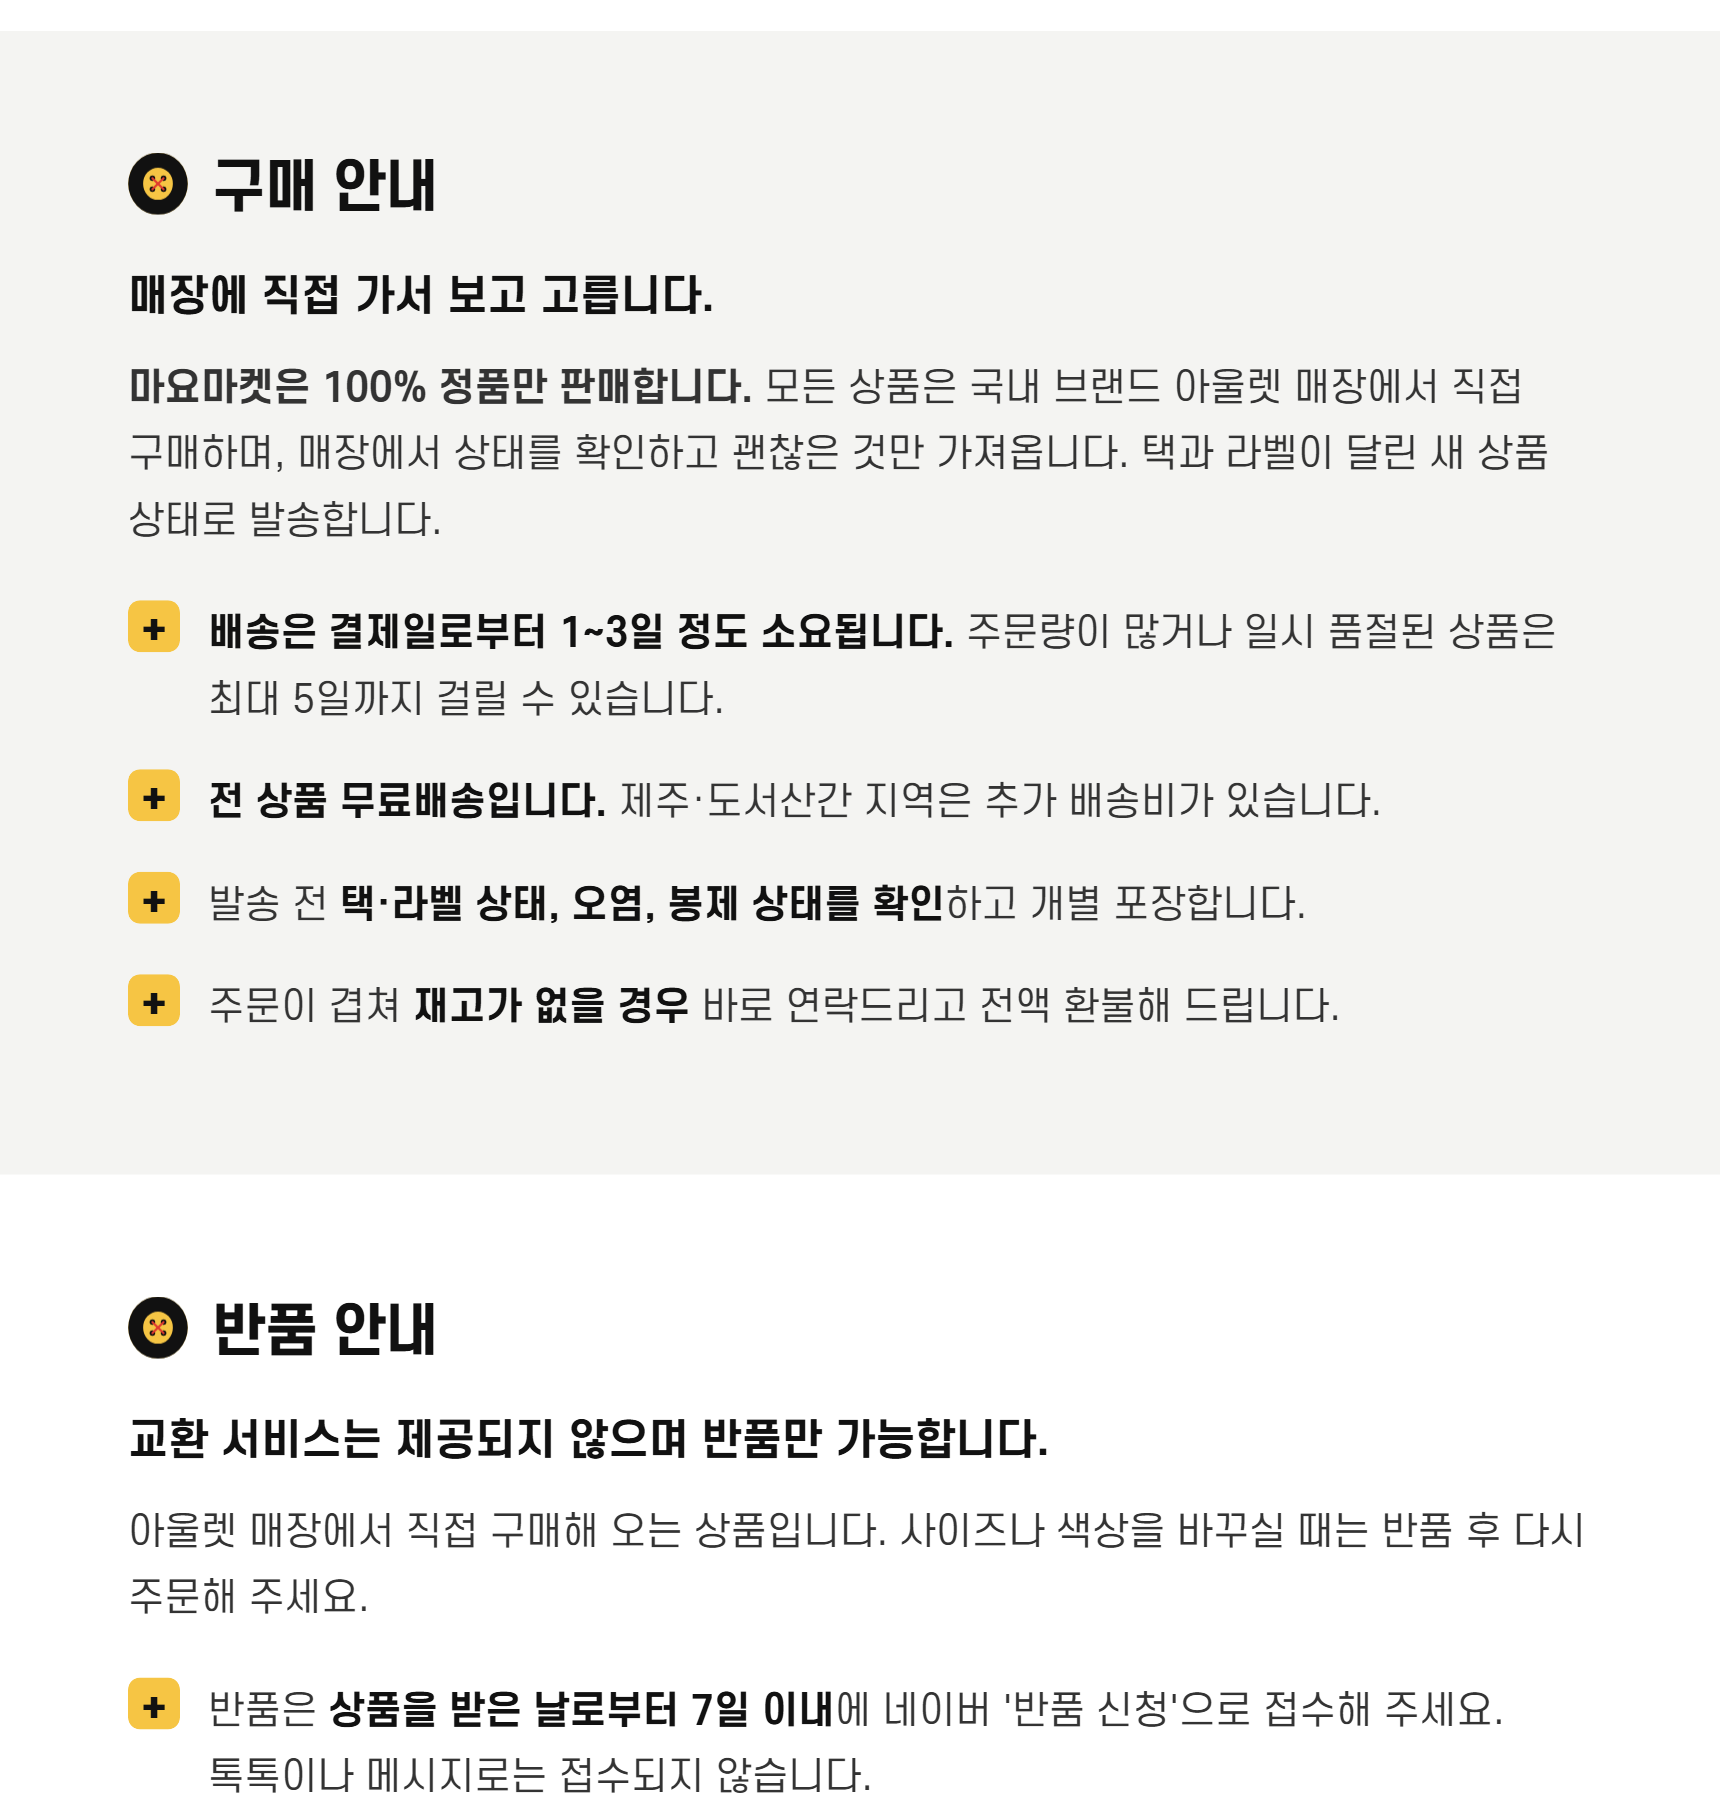 구매 안내
매장에 직접 가서 보고 고릅니다.
마요마켓은 100% 정품만 판매합니다. 모든 상품은 국내 브랜드 아울렛 매장에서 직접
구매하며, 매장에서 상태를 확인하고 괜찮은 것만 가져옵니다. 택과 라벨이 달린 새 상품
상태로 발송합니다.
+ 배송은 결제일로부터 1~3일 정도 소요됩니다. 주문량이 많거나 일시 품절된 상품은
최대 5일까지 걸릴 수 있습니다.
+ 전 상품 무료배송입니다. 제주·도서산간 지역은 추가 배송비가 있습니다.
+ 발송 전 택·라벨 상태, 오염, 봉제 상태를 확인하고 개별 포장합니다.
+ 주문이 겹쳐 재고가 없을 경우 바로 연락드리고 전액 환불해 드립니다.
반품 안내
교환 서비스는 제공되지 않으며 반품만 가능합니다.
아울렛 매장에서 직접 구매해 오는 상품입니다. 사이즈나 색상을 바꾸실 때는 반품 후 다시
주문해 주세요.
+ 반품은 상품을 받은 날로부터 7일 이내에 네이버 '반품 신청'으로 접수해 주세요.
톡톡이나 메시지로는 접수되지 않습니다.